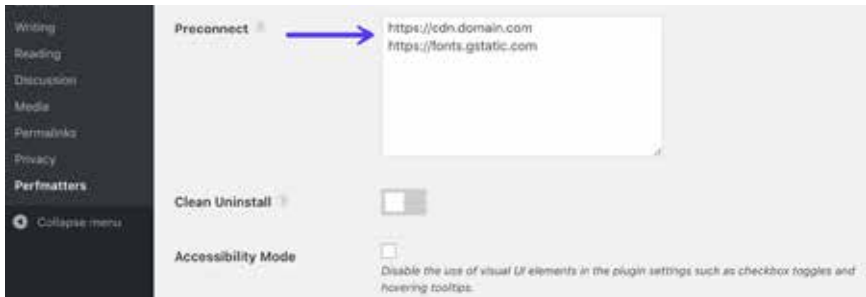 Writing
Reading
Discussion
Media
Permalinks
Privacy
Perfmatters
Collapse menu
Preconnect ?
https://cdn.domain.com
https://fonts.gstatic.com
Clean Uninstall ?
Accessibility Mode
Disable the use of visual UI elements in the plugin settings such as checkbox toggles and
hovering tooltips.